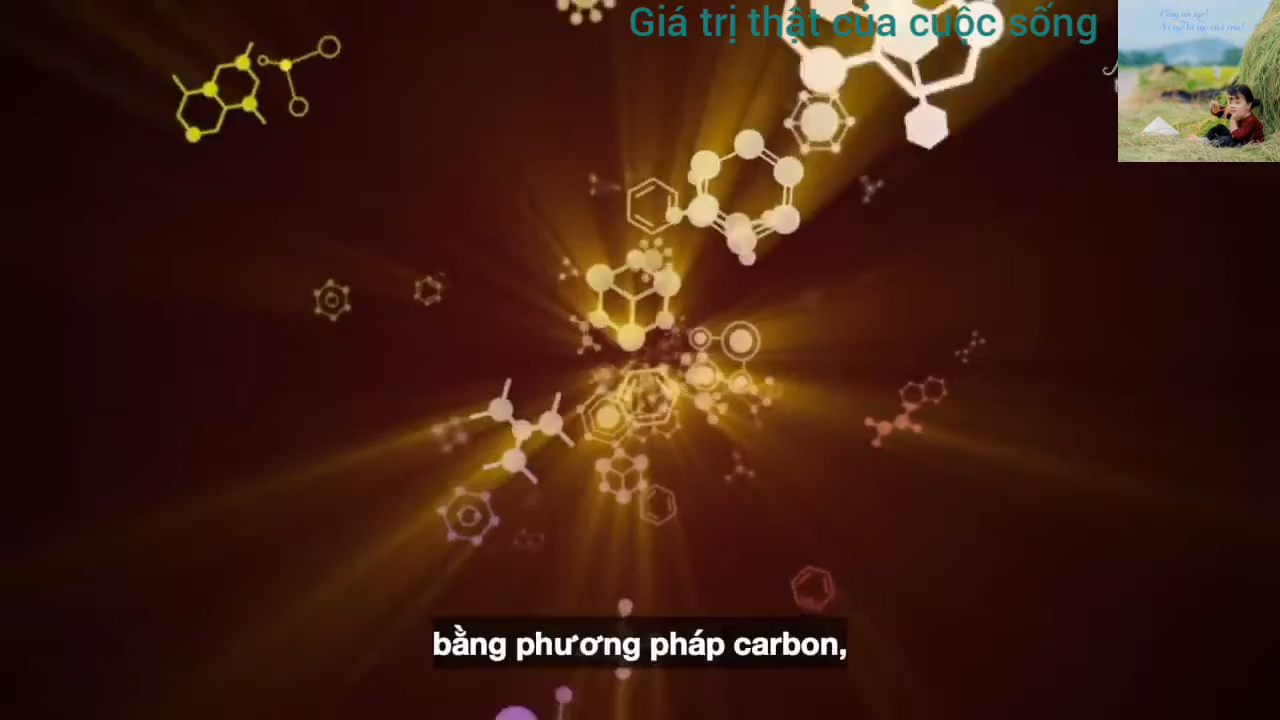 Giá trị thật của cuộc sống
bằng phương pháp carbon,